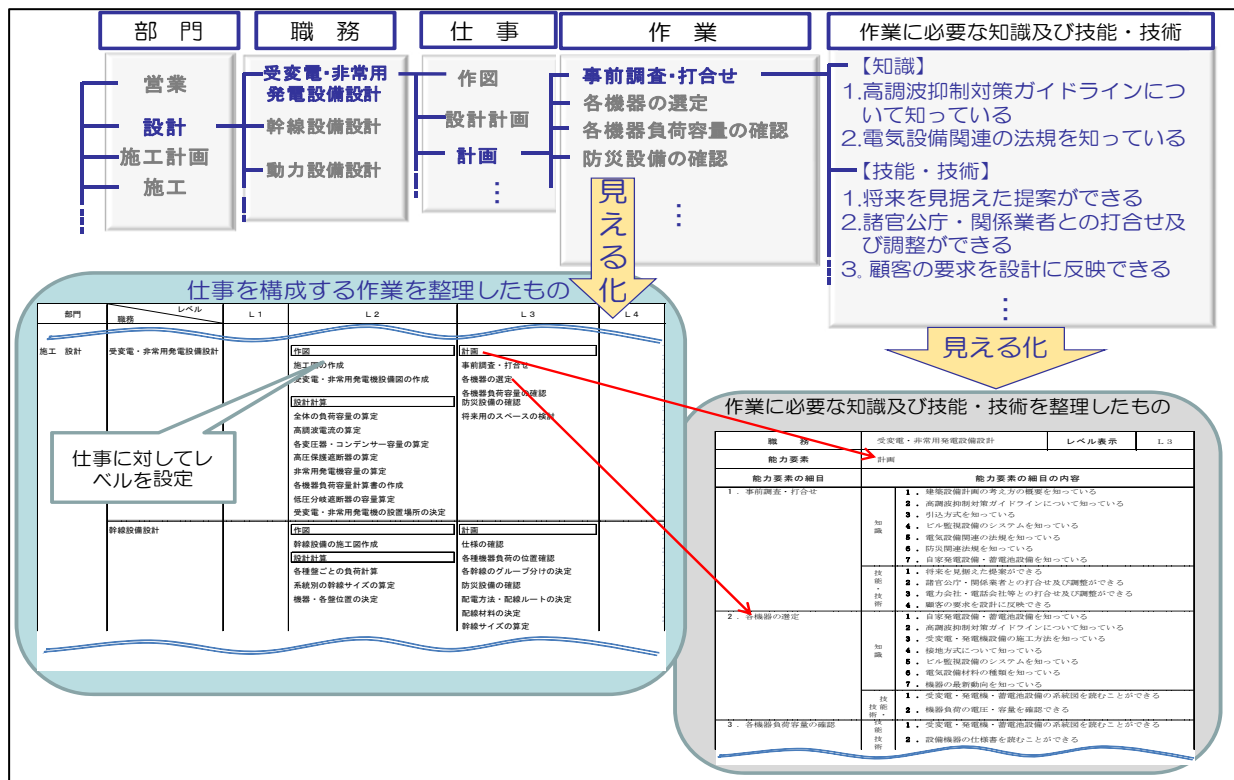 部　門
職　務
仕　事
作　業
作業に必要な知識及び技能・技術
営業
設計
施工計画
施工
受変電・非常用
発電設備設計
幹線設備設計
動力設備設計
作図
設計計画
計画
⋮
事前調査・打合せ
各機器の選定
各機器負荷容量の確認
防災設備の確認
⋮
【知識】
1.高調波抑制対策ガイドラインにつ
いて知っている
2.電気設備関連の法規を知っている
【技能・技術】
1.将来を見据えた提案ができる
2.諸官公庁・関係業者との打合せ及
び調整ができる
3. 顧客の要求を設計に反映できる
⋮
見える化
見える化
仕事を構成する作業を整理したもの
部門
レベル
職務
L 1
L 2
L 3
L 4
施工　設計
受変電・非常用発電設備設計
作図
施工図の作成
受変電・非常用発電機設備図の作成
設計計算
全体の負荷容量の算定
高調波電流の算定
各変圧器・コンデンサー容量の算定
高圧保護遮断器の算定
非常用発電機容量の算定
各機器負荷容量計算書の作成
低圧分岐遮断器の容量算定
受変電・非常用発電機の設置場所の決定
計画
事前調査・打合せ
各機器の選定
各機器負荷容量の確認
防災設備の確認
将来用のスペースの検討
仕事に対してレ
ベルを設定
幹線設備設計
作図
幹線設備の施工図作成
設計計算
各種盤ごとの負荷計算
系統別の幹線サイズの算定
機器・各盤位置の決定
計画
仕様の確認
各種機器負荷の位置確認
各幹線のグループ分けの決定
防災設備の確認
配電方法・配線ルートの決定
配線材料の決定
幹線サイズの算定
作業に必要な知識及び技能・技術を整理したもの
職　務
受変電・非常用発電設備設計
レベル表示
L 3
能力要素
計画
能力要素の細目
能力要素の細目の内容
1．事前調査・打合せ
知識
1．建築設備計画の考え方の概要を知っている
2．高調波抑制対策ガイドラインについて知っている
3．引込方式を知っている
4．ビル監視設備のシステムを知っている
5．電気設備関連の法規を知っている
6．防災関連法規を知っている
7．自家発電設備・蓄電池設備を知っている
技能・技術
1．将来を見据えた提案ができる
2．諸官公庁・関係業者との打合せ及び調整ができる
3．電力会社・電話会社等との打合せ及び調整ができる
4．顧客の要求を設計に反映できる
2．各機器の選定
知識
1．自家発電設備・蓄電池設備を知っている
2．高調波抑制対策ガイドラインについて知っている
3．受変電・発電機設備の施工方法を知っている
4．接地方式について知っている
5．ビル監視設備のシステムを知っている
6．電気設備材料の種類を知っている
7．機器の最新動向を知っている
技能・技術
1．受変電・発電機・蓄電池設備の系統図を読むことができる
2．機器負荷の電圧・容量を確認できる
3．各機器負荷容量の確認
技能技術
1．受変電・発電機・蓄電池設備の系統図を読むことができる
2．設備機器の仕様書を読むことができる